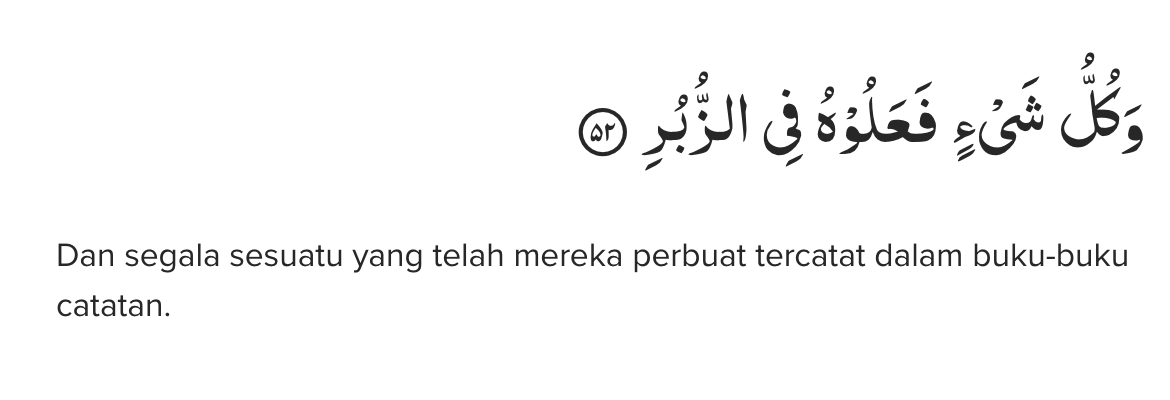 وَكُلُّ شَيْءٍ فَعَلُوْهُ فِى الزُّبُرِ ۝٥٢
Dan segala sesuatu yang telah mereka perbuat tercatat dalam buku-buku
catatan.